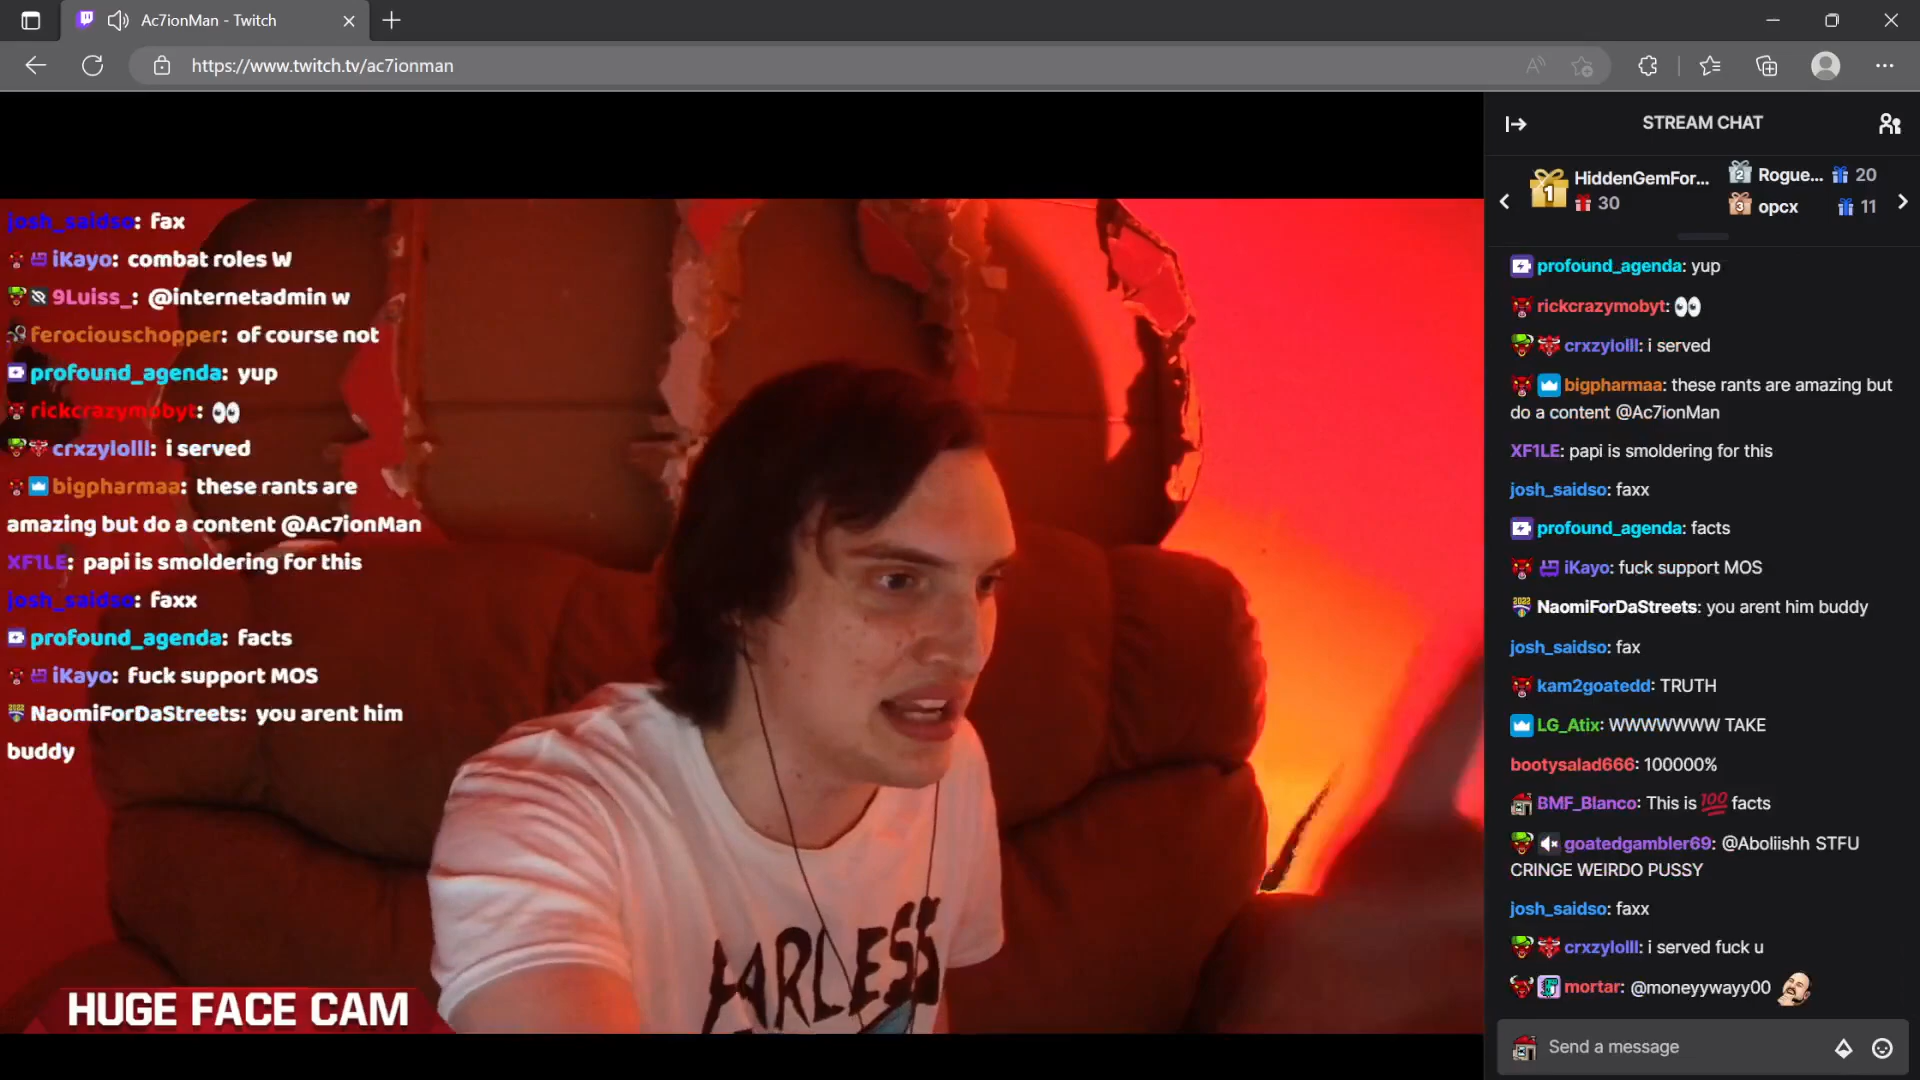 Ac7ionMan - Twitch
https://www.twitch.tv/ac7ionman
josh_saidso: fax
iKayo: combat roles W
9Luiss_: @internetadmin w
ferociouschopper: of course not
profound_agenda: yup
rickcrazymobyt: 👀
crxzylolll: i served
bigpharmaa: these rants are
amazing but do a content @Ac7ionMan
XF1LE: papi is smoldering for this
josh_saidso: faxx
profound_agenda: facts
iKayo: fuck support MOS
NaomiForDaStreets: you arent him
buddy
HUGE FACE CAM
STREAM CHAT
1 HiddenGemFor...
30
2 Rogue... 20
3 opcx 11
profound_agenda: yup
rickcrazymobyt: 👀
crxzylolll: i served
bigpharmaa: these rants are amazing but
do a content @Ac7ionMan
XF1LE: papi is smoldering for this
josh_saidso: faxx
profound_agenda: facts
iKayo: fuck support MOS
NaomiForDaStreets: you arent him buddy
josh_saidso: fax
kam2goatedd: TRUTH
LG_Atix: WWWWWWW TAKE
bootysalad666: 100000%
BMF_Blanco: This is 💯 facts
goatedgambler69: @Aboliishh STFU
CRINGE WEIRDO PUSSY
josh_saidso: faxx
crxzylolll: i served fuck u
mortar: @moneyywayy00
Send a message